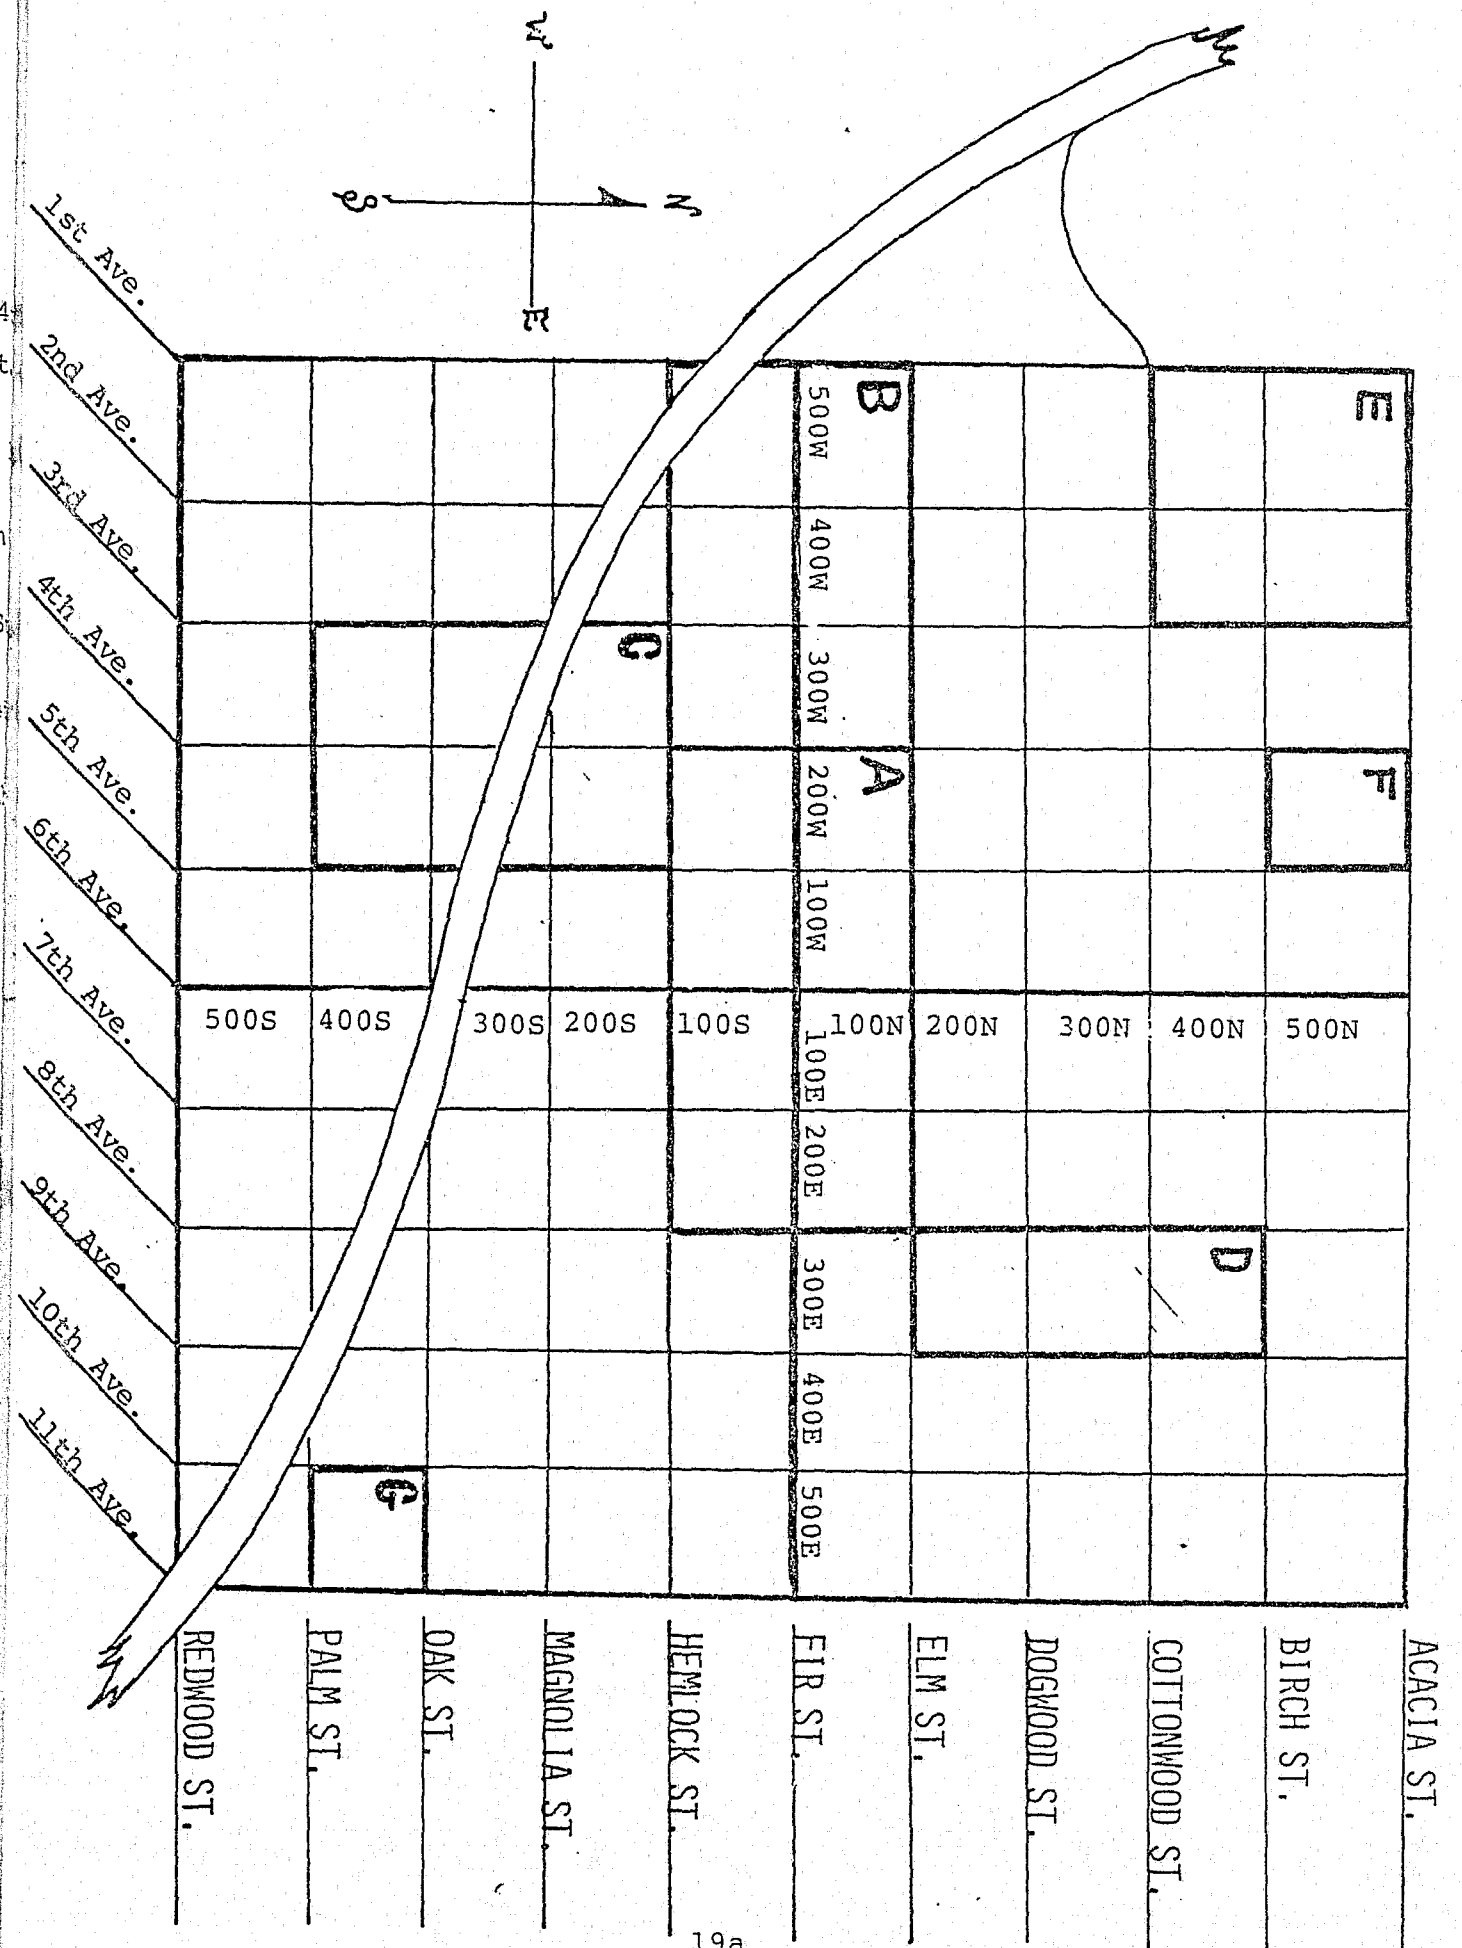 W
S
N
E
1st Ave.
2nd Ave.
3rd Ave.
4th Ave.
5th Ave.
6th Ave.
7th Ave.
8th Ave.
9th Ave.
10th Ave.
11th Ave.
E
B
C
F
A
D
G
500W
400W
300W
200W
100W
500S 400S 300S 200S 100S 100N 200N 300N 400N 500N
100E
200E
300E
400E
500E
REDWOOD ST.
PALM ST.
OAK ST.
MAGNOLIA ST.
HEMLOCK ST.
FIR ST.
ELM ST.
DOGWOOD ST.
COTTONWOOD ST.
BIRCH ST.
ACACIA ST.
19a